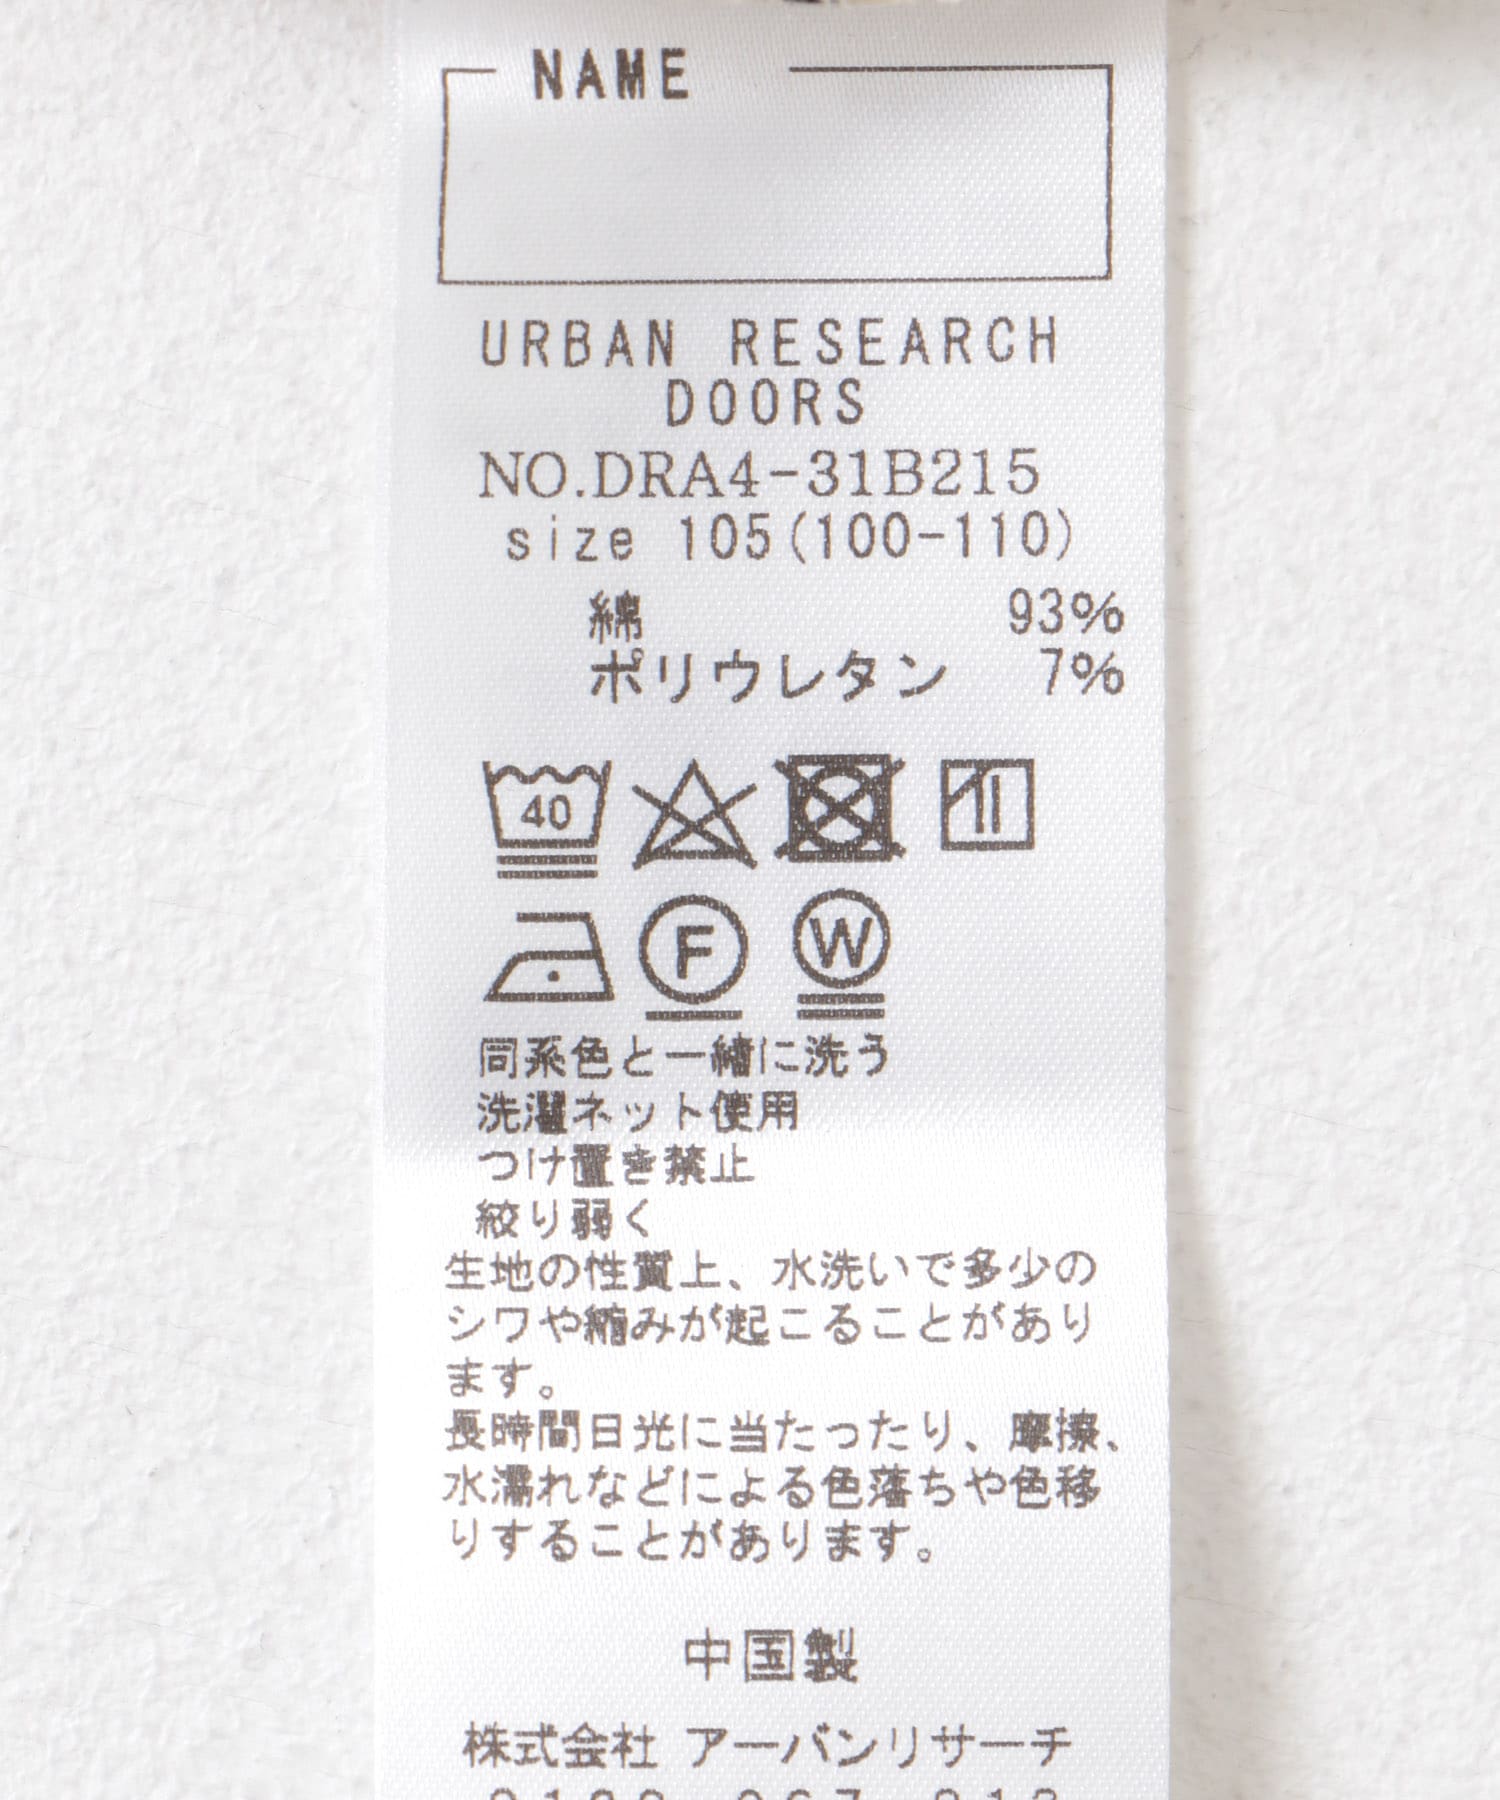 NAME
URBAN RESEARCH
DOORS
NO.DRA4-31B215
size 105(100-110)
綿 93%
ポリウレタン 7%
40
F W
同系色と一緒に洗う
洗濯ネット使用
つけ置き禁止
絞り弱く
生地の性質上、水洗いで多少の
シワや縮みが起こることがあり
ます。
長時間日光に当たったり、摩擦、
水濡れなどによる色落ちや色移
りすることがあります。
中国製
株式会社 アーバンリサーチ